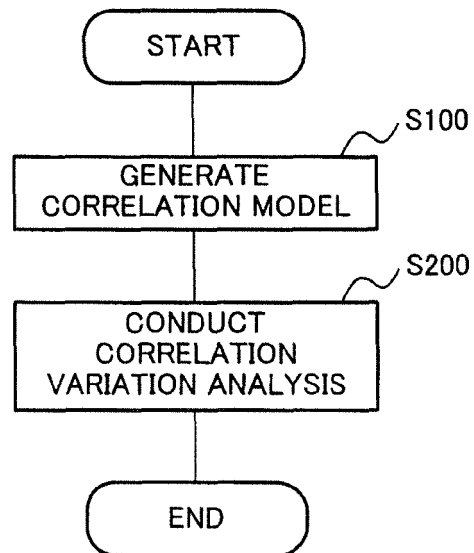 START
S100
GENERATE
CORRELATION MODEL
S200
CONDUCT
CORRELATION
VARIATION ANALYSIS
END